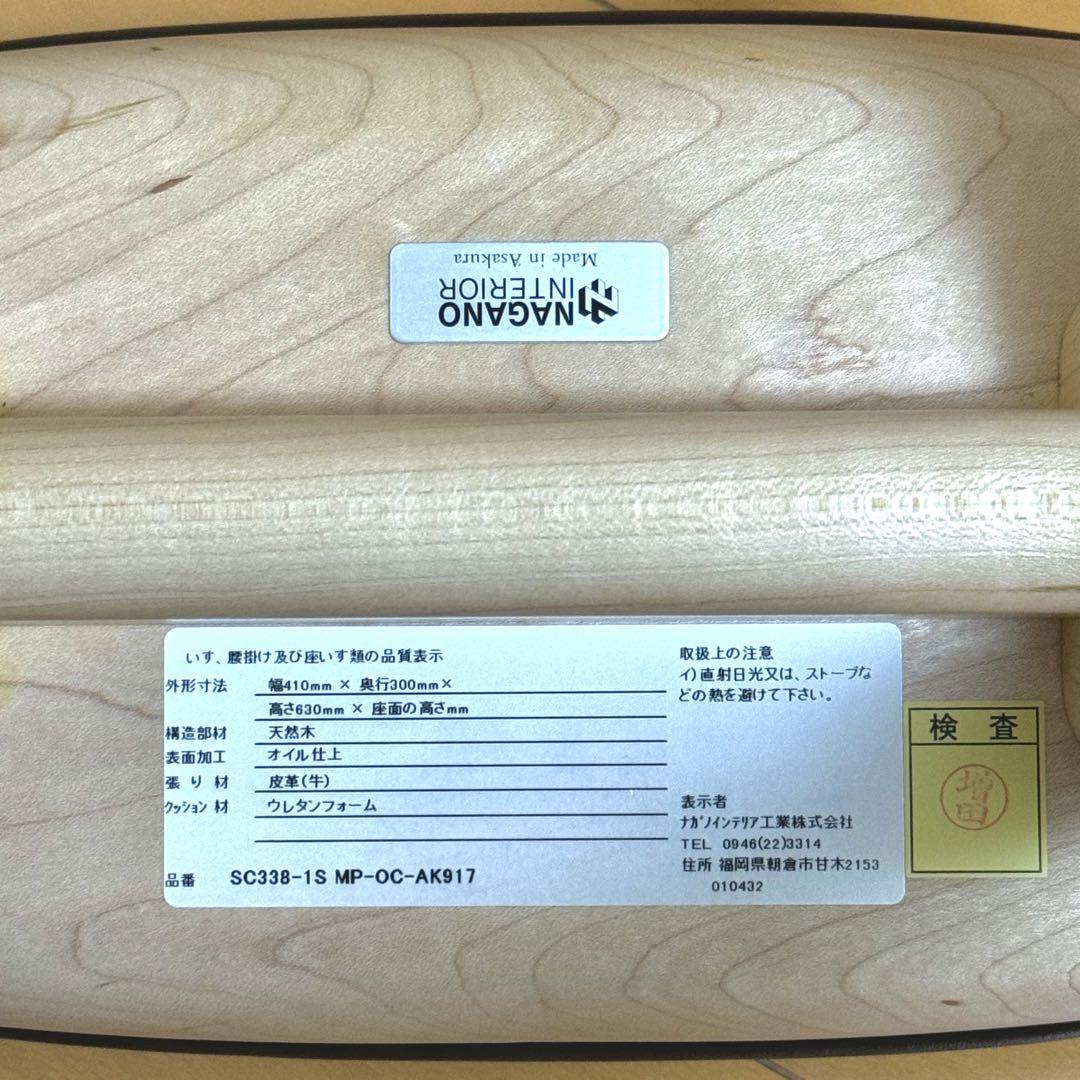 NAGANO
INTERIOR
Made in Asakura
いす、腰掛け及び座いす類の品質表示
外形寸法 幅410mm × 奥行300mm×
高さ630mm × 座面の高さmm
構造部材 天然木
表面加工 オイル仕上
張り材 皮革(牛)
クッション材 ウレタンフォーム
品番 SC338-1S MP-OC-AK917
取扱上の注意
イ)直射日光又は、ストーブな
どの熱を避けて下さい。
表示者
ナガノインテリア工業株式会社
TEL 0946(22)3314
住所 福岡県朝倉市甘木2153
010432
検査
増田